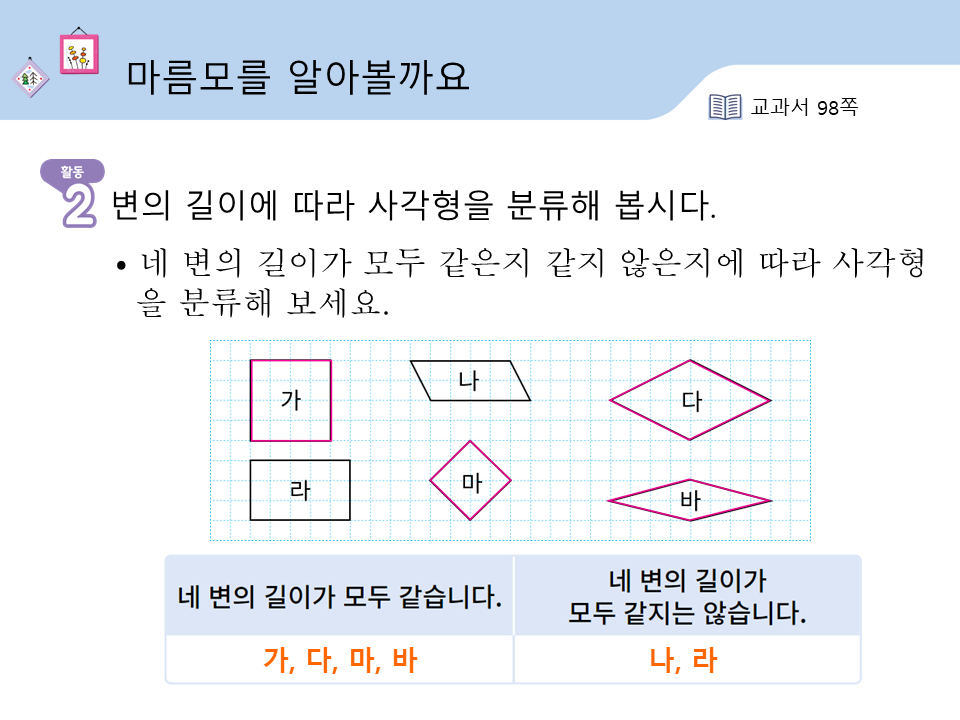 마름모를 알아볼까요
교과서 98쪽
활동
2 변의 길이에 따라 사각형을 분류해 봅시다.
• 네 변의 길이가 모두 같은지 같지 않은지에 따라 사각형
을 분류해 보세요.
가
나
다
라
마
바
네 변의 길이가 모두 같습니다.
네 변의 길이가
모두 같지는 않습니다.
가, 다, 마, 바
나, 라